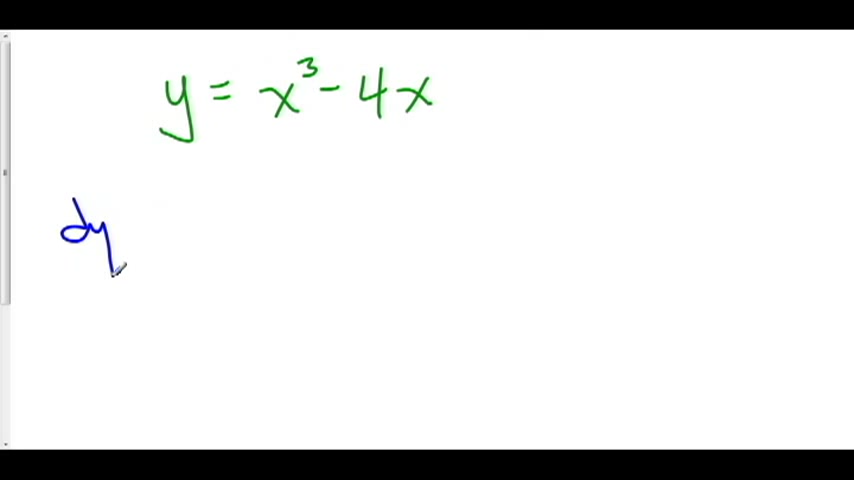 y = x³ - 4x
dy